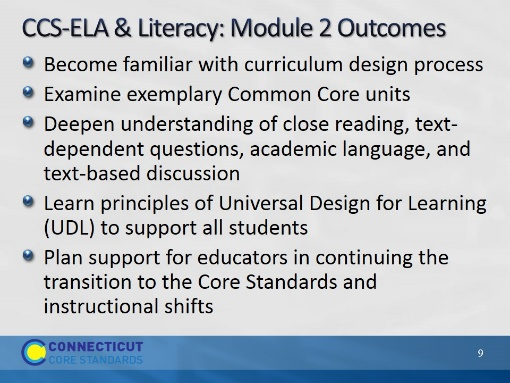 CCS-ELA & Literacy: Module 2 Outcomes
Become familiar with curriculum design process
Examine exemplary Common Core units
Deepen understanding of close reading, text-
dependent questions, academic language, and
text-based discussion
Learn principles of Universal Design for Learning
(UDL) to support all students
Plan support for educators in continuing the
transition to the Core Standards and
instructional shifts
CONNECTICUT
CORE STANDARDS
9